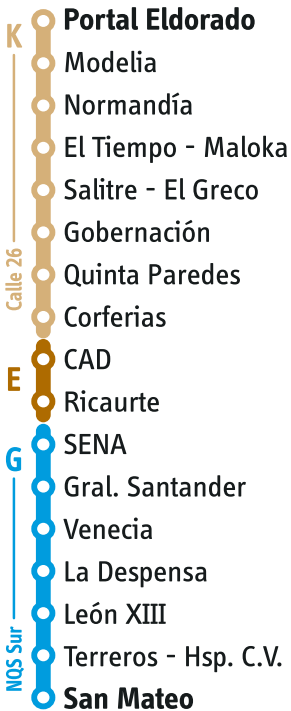 K
Portal Eldorado
Modelia
Normandía
El Tiempo - Maloka
Salitre - El Greco
Gobernación
Quinta Paredes
Calle 26
Corferias
CAD
E
Ricaurte
SENA
G
Gral. Santander
Venecia
La Despensa
León XIII
NQS Sur
Terreros - Hsp. C.V.
San Mateo